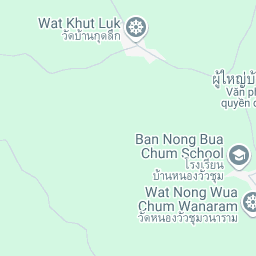 Wat Khut Luk
วัดบ้านกุดลึก
ผู้ใหญ่บ้
Văn ph
quyền c
Ban Nong Bua
Chum School
โรงเรียน
บ้านหนองวัวชุม
Wat Nong Wua
Chum Wanaram
วัดหนองวัวชุมวนาราม